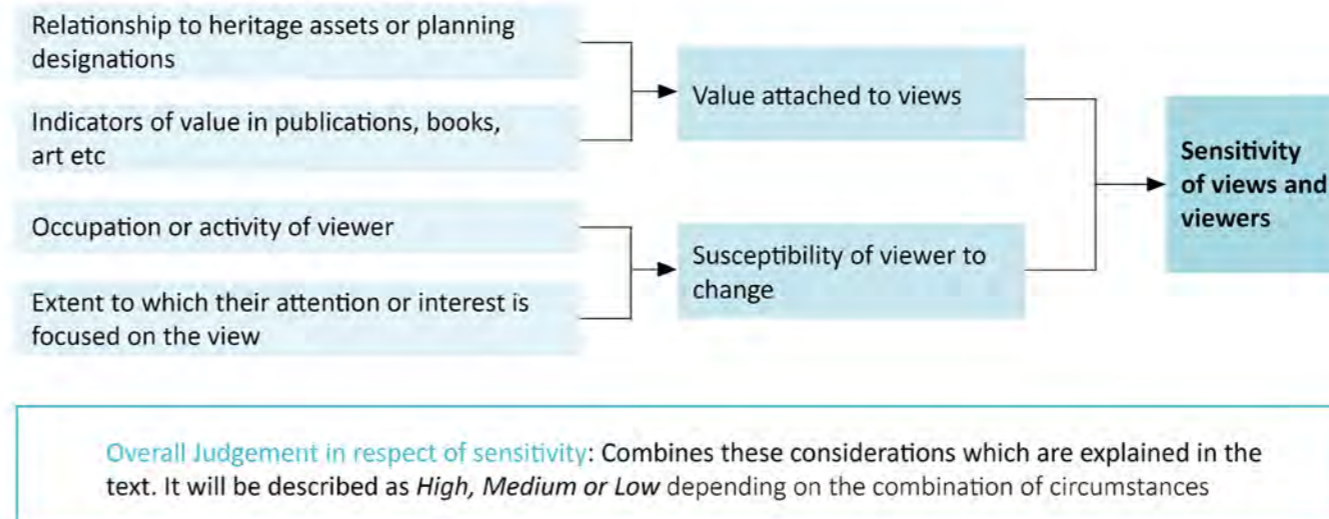 Relationship to heritage assets or planning
designations
Indicators of value in publications, books,
art etc
Occupation or activity of viewer
Extent to which their attention or interest is
focused on the view
Value attached to views
Susceptibility of viewer to
change
Sensitivity
of views and
viewers
Overall Judgement in respect of sensitivity: Combines these considerations which are explained in the
text. It will be described as High, Medium or Low depending on the combination of circumstances